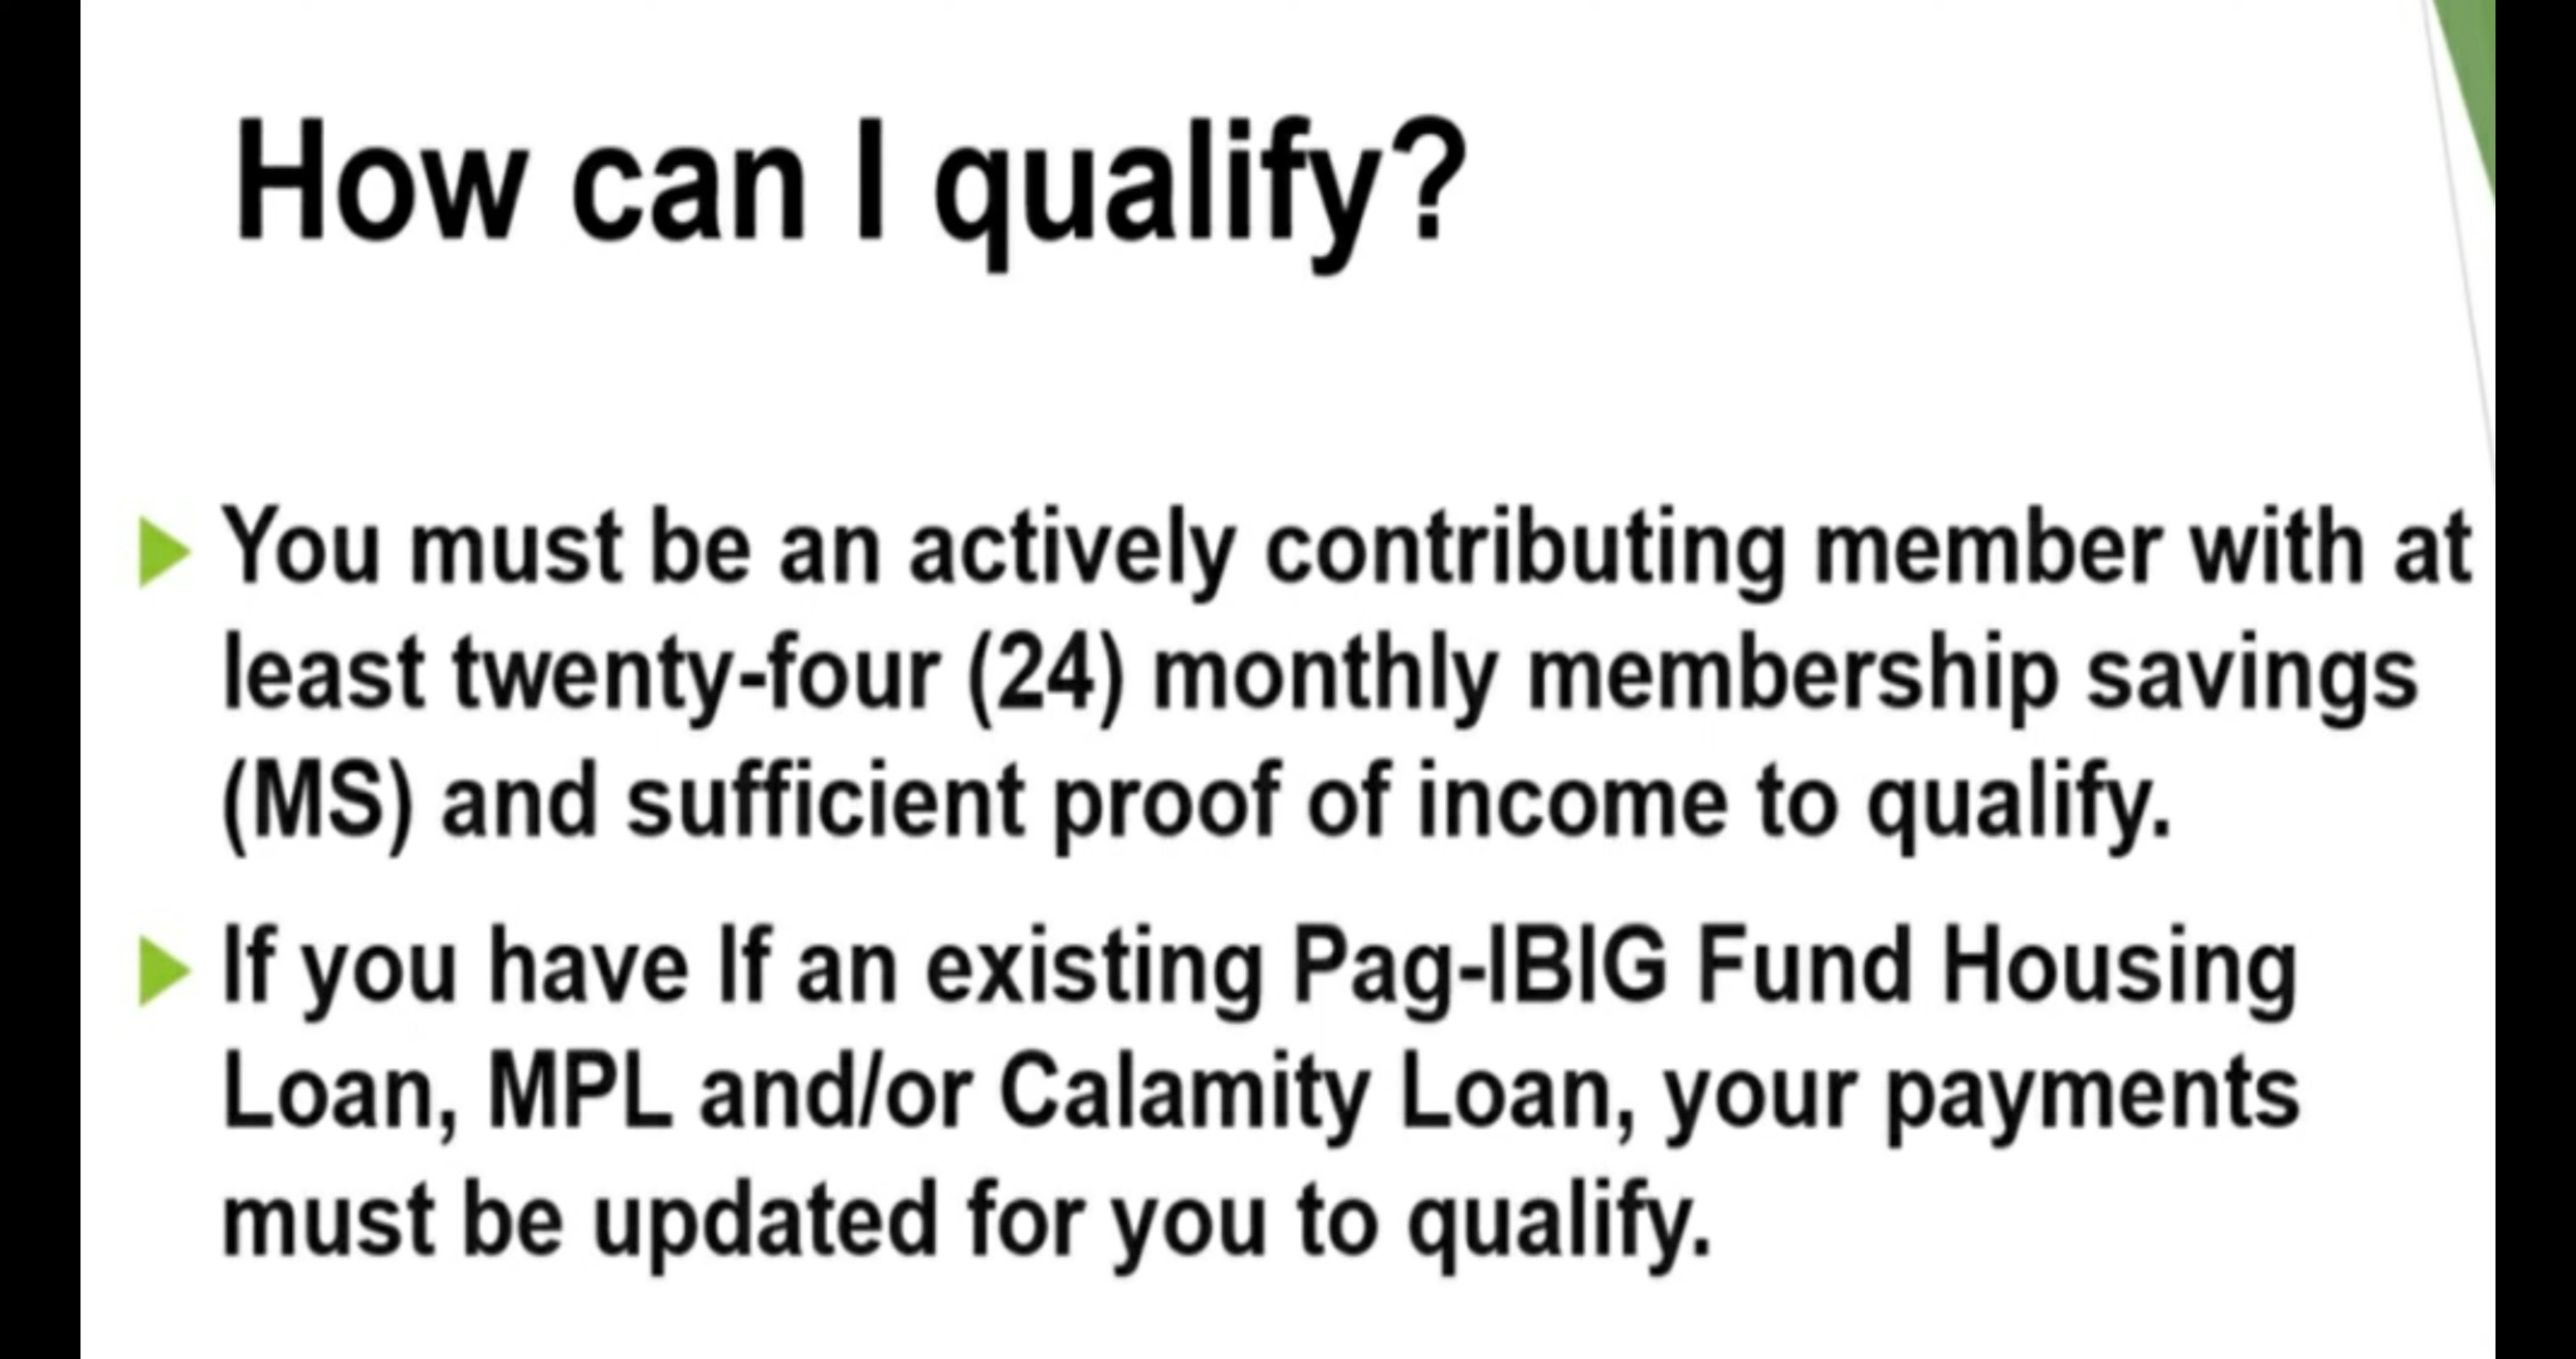 How can I qualify?
You must be an actively contributing member with at
least twenty-four (24) monthly membership savings
(MS) and sufficient proof of income to qualify.
If you have If an existing Pag-IBIG Fund Housing
Loan, MPL and/or Calamity Loan, your payments
must be updated for you to qualify.